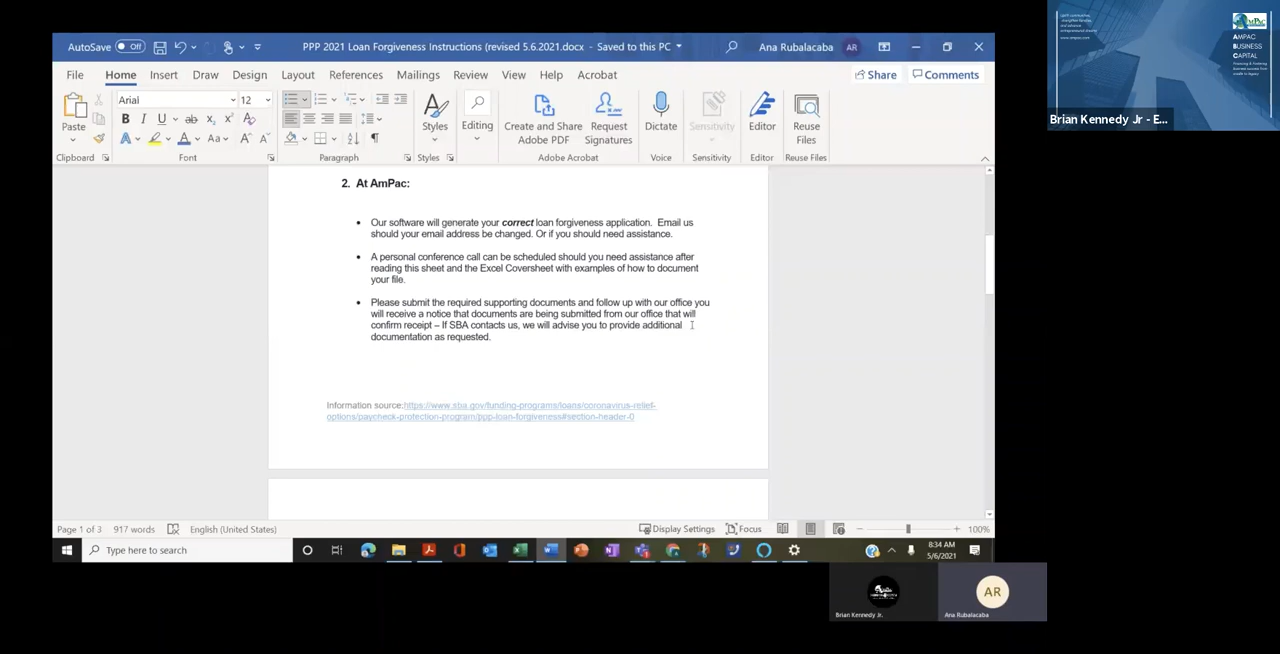 AutoSave Off
PPP 2021 Loan Forgiveness Instructions (revised 5.6.2021.docx - Saved to this PC
Ana Rubalacaba AR
File Home Insert Draw Design Layout References Mailings Review View Help Acrobat
Share Comments
Arial 12
Paste
Styles Editing
Create and Share
Adobe PDF
Request
Signatures
Dictate
Sensitivity
Editor
Reuse
Files
Clipboard Font Paragraph Styles Adobe Acrobat Voice Sensitivity Editor Reuse Files
2. At AmPac:
• Our software will generate your correct loan forgiveness application. Email us
should your email address be changed. Or if you should need assistance.
• A personal conference call can be scheduled should you need assistance after
reading this sheet and the Excel Coversheet with examples of how to document
your file.
• Please submit the required supporting documents and follow up with our office you
will receive a notice that documents are being submitted from our office that will
confirm receipt – If SBA contacts us, we will advise you to provide additional
documentation as requested.
Information source:https://www.sba.gov/funding-programs/loans/coronavirus-relief-
options/paycheck-protection-program/ppp-loan-forgiveness#section-header-0
Page 1 of 3 917 words English (United States)
Display Settings Focus 100%
Type here to search
8:34 AM
5/6/2021
AMPAC
BUSINESS
CAPITAL
Brian Kennedy Jr - E...
Brian Kennedy Jr.
AR
Ana Rubalacaba